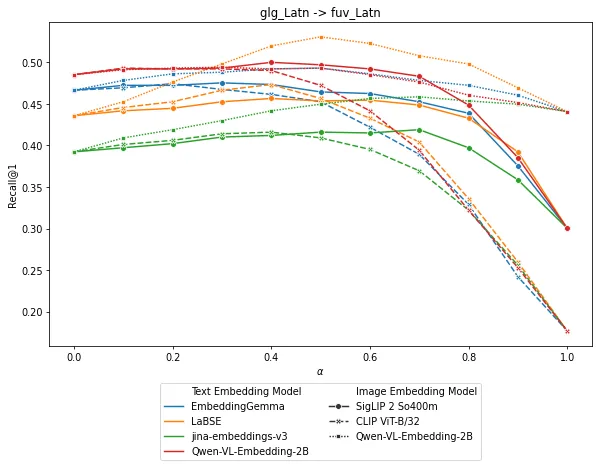 glg_Latn -> fuv_Latn
Recall@1
0.50
0.45
0.40
0.35
0.30
0.25
0.20
0.0 0.2 0.4 0.6 0.8 1.0
α
Text Embedding Model Image Embedding Model
EmbeddingGemma SigLIP 2 So400m
LaBSE CLIP ViT-B/32
jina-embeddings-v3 Qwen-VL-Embedding-2B
Qwen-VL-Embedding-2B